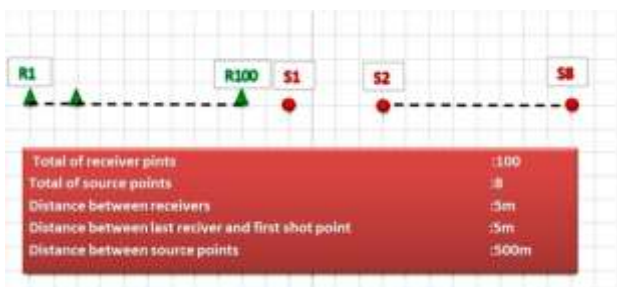 R1 R100 S1 S2 S8
Total of receiver pints :100
Total of source points :8
Distance between receivers :5m
Distance between last reciver and first shot point :5m
Distance between source points :500m